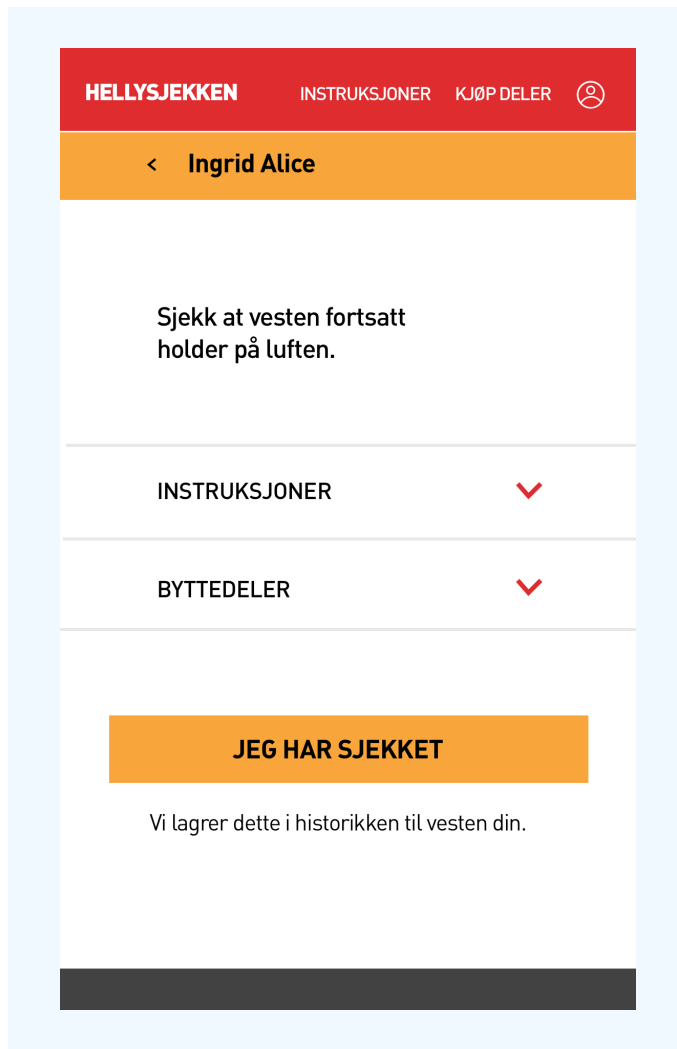 HELLYSJEKKEN INSTRUKSJONER KJØP DELER
< Ingrid Alice
Sjekk at vesten fortsatt
holder på luften.
INSTRUKSJONER
BYTTEDELER
JEG HAR SJEKKET
Vi lagrer dette i historikken til vesten din.